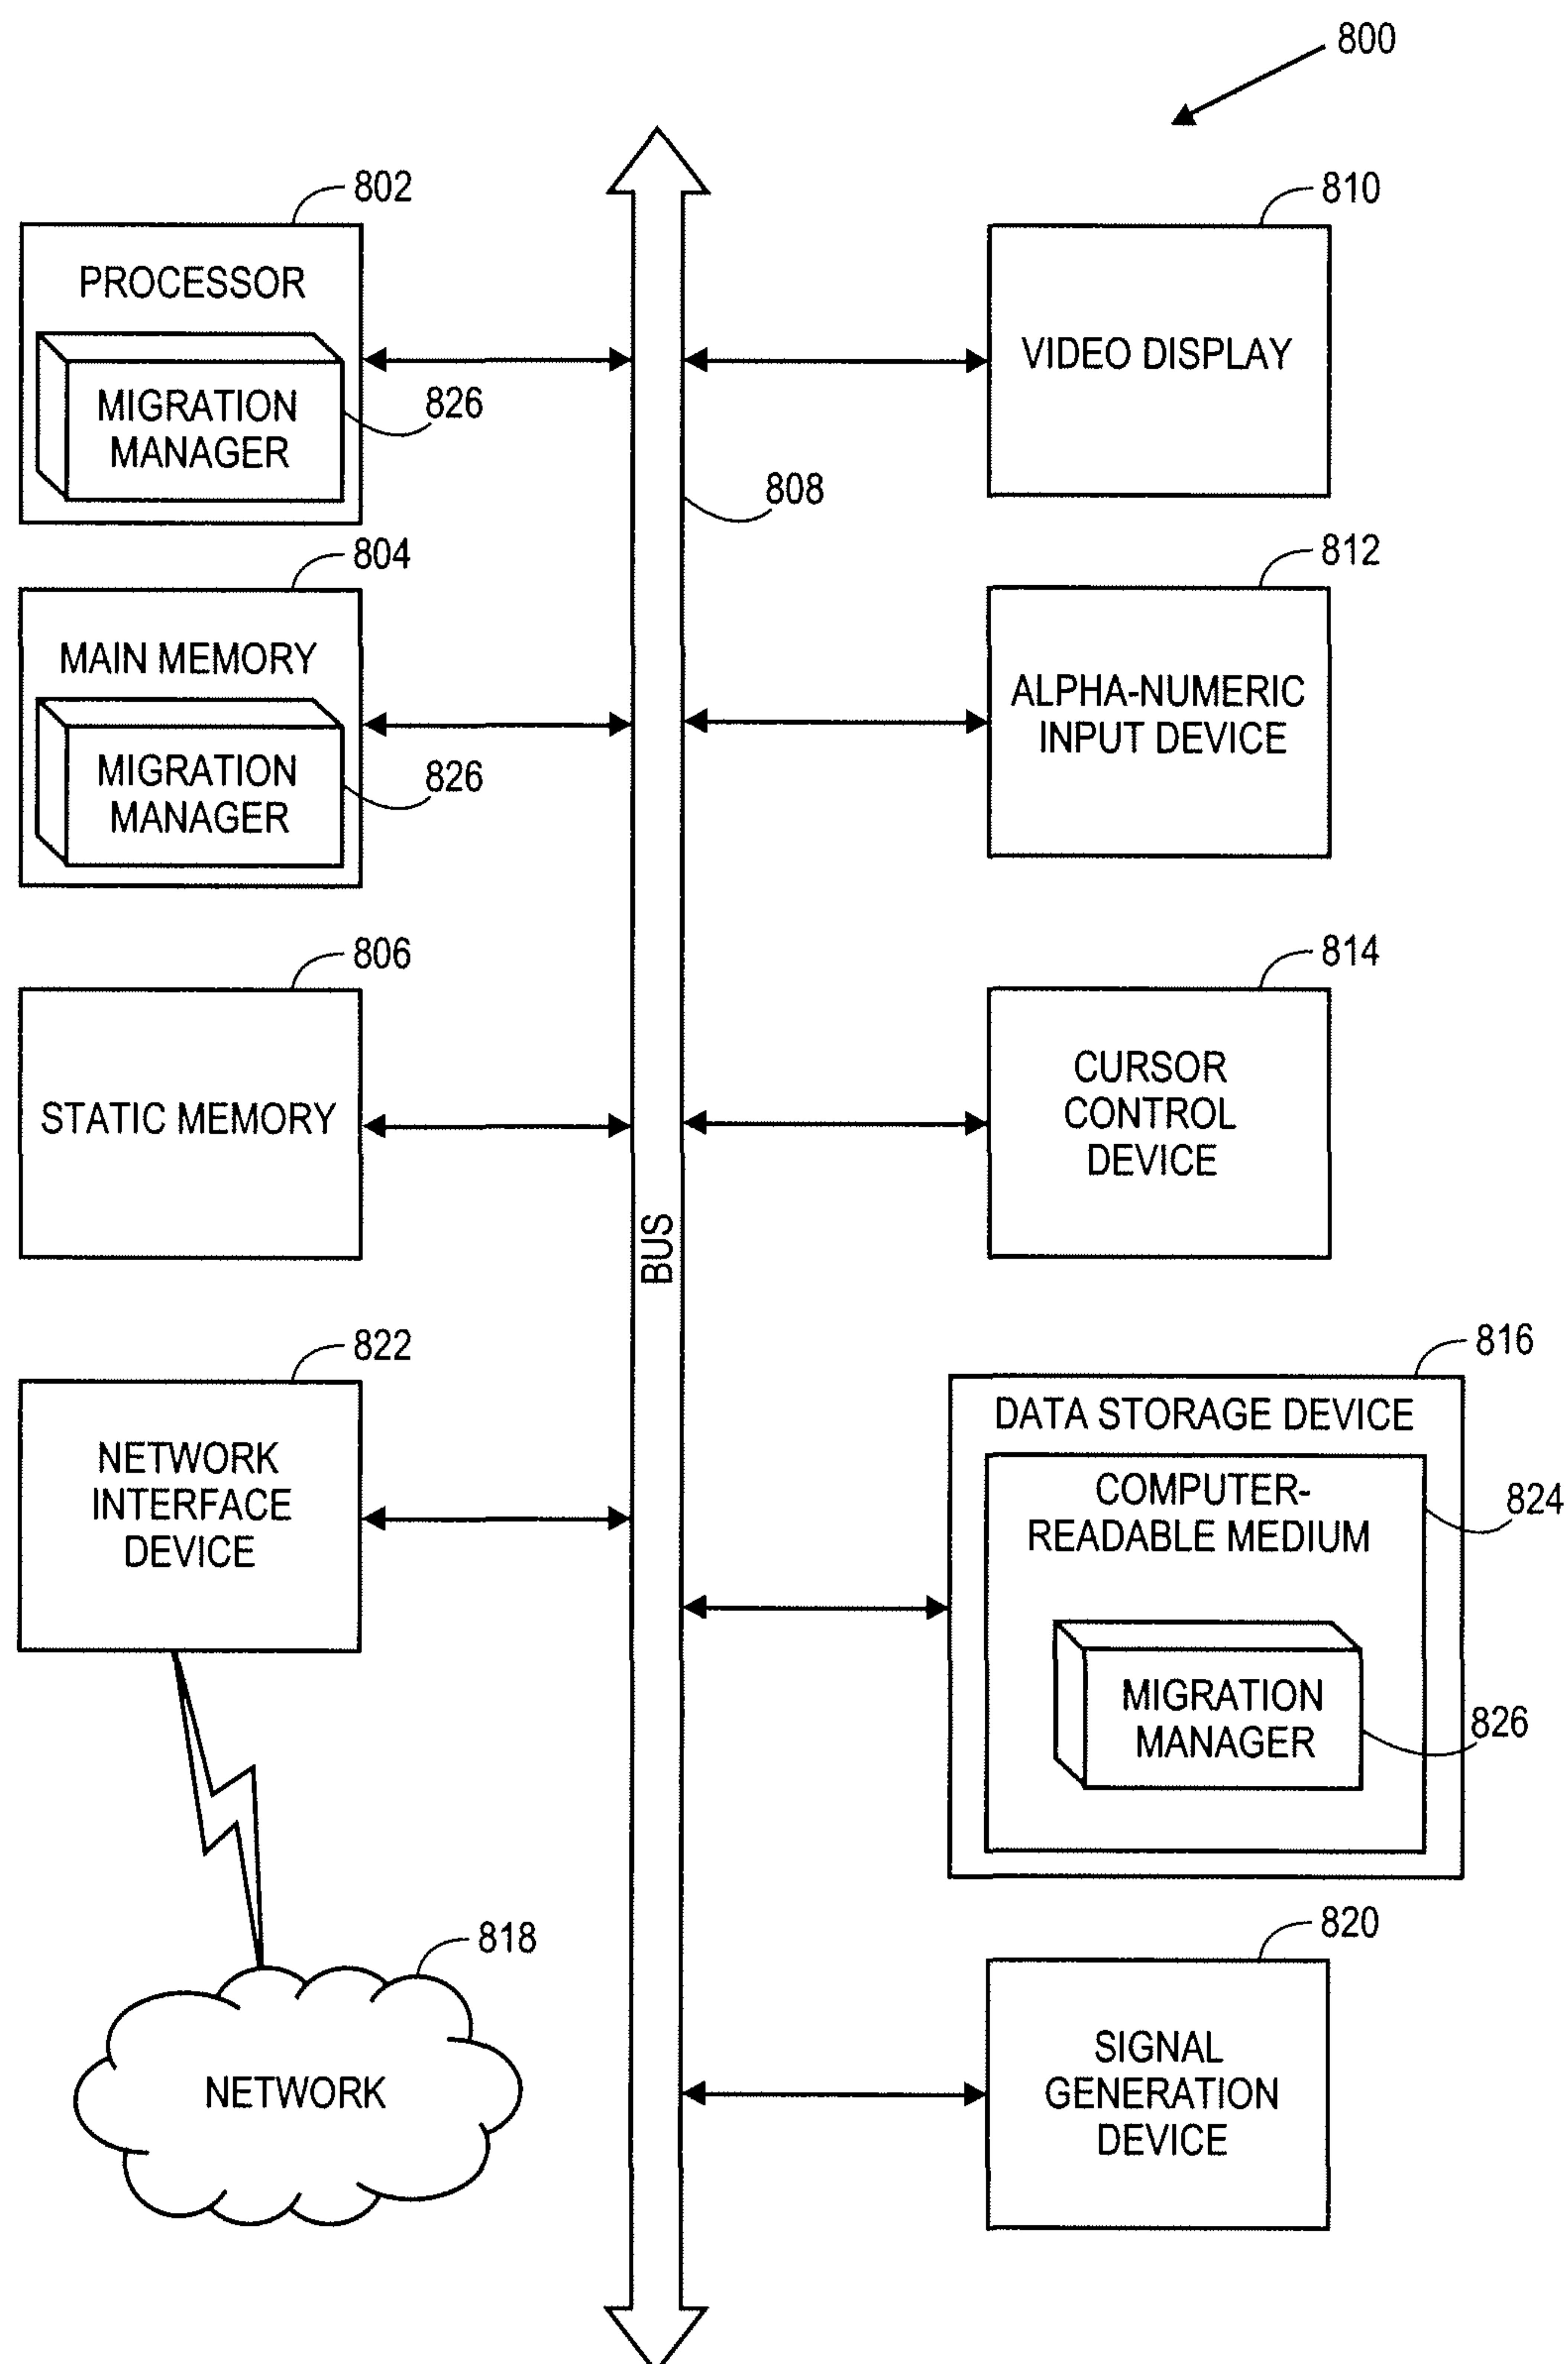 800
802
PROCESSOR
MIGRATION
MANAGER
826
804
MAIN MEMORY
MIGRATION
MANAGER
826
806
STATIC MEMORY
822
NETWORK
INTERFACE
DEVICE
818
NETWORK
808
BUS
810
VIDEO DISPLAY
812
ALPHA-NUMERIC
INPUT DEVICE
814
CURSOR
CONTROL
DEVICE
816
DATA STORAGE DEVICE
COMPUTER-
READABLE MEDIUM
824
MIGRATION
MANAGER
826
820
SIGNAL
GENERATION
DEVICE